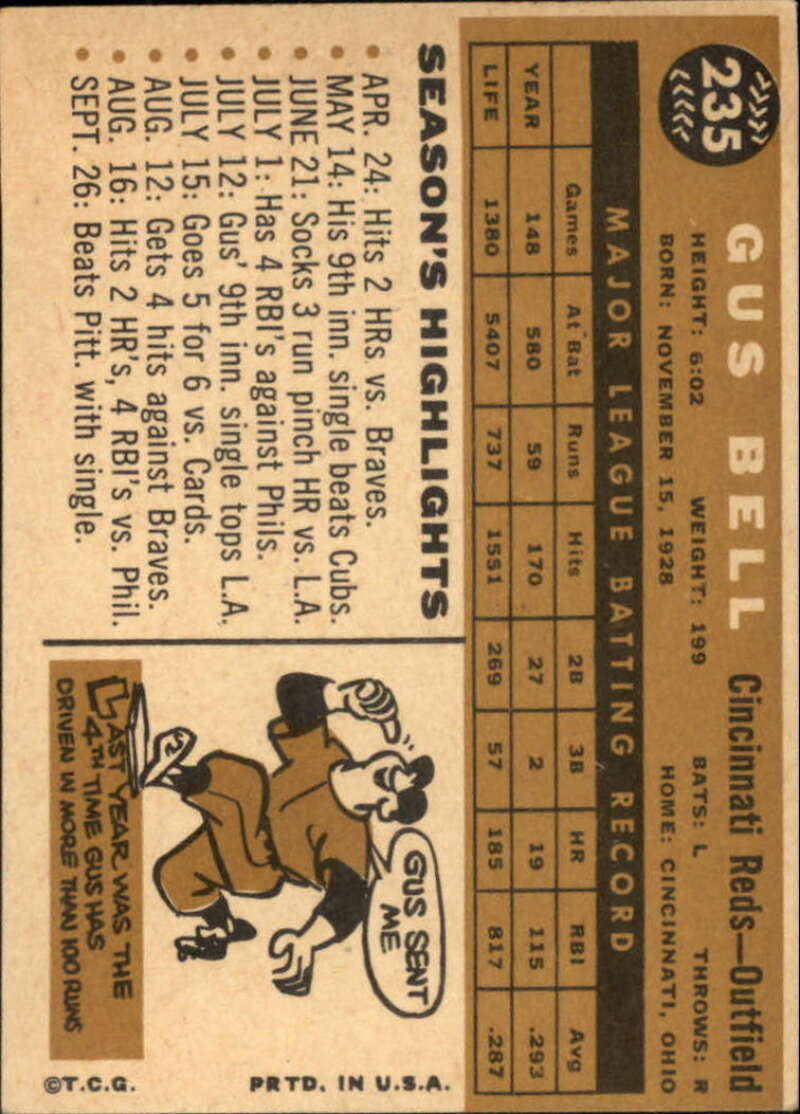 235
GUS BELL Cincinnati Reds—Outfield
HEIGHT: 6:02 WEIGHT: 199 BATS: L THROWS: R
BORN: NOVEMBER 15, 1928 HOME: CINCINNATI, OHIO
MAJOR LEAGUE BATTING RECORD
Games At Bat Runs Hits 2B 3B HR RBI Avg
YEAR 148 580 59 170 27 2 19 115 .293
LIFE 1380 5407 737 1551 269 57 185 817 .287
SEASON'S HIGHLIGHTS
• APR. 24: Hits 2 HRs vs. Braves.
• MAY 14: His 9th inn. single beats Cubs.
• JUNE 21: Socks 3 run pinch HR vs. L.A.
• JULY 1: Has 4 RBI's against Phils.
• JULY 12: Gus' 9th inn. single tops L.A.
• JULY 15: Goes 5 for 6 vs. Cards.
• AUG. 12: Gets 4 hits against Braves.
• AUG. 16: Hits 2 HR's, 4 RBI's vs. Phil.
• SEPT. 26: Beats Pitt. with single.
GUS SENT
ME
LAST YEAR WAS THE
4TH TIME GUS HAS
DRIVEN IN MORE THAN 100 RUNS
©T.C.G. PRTD. IN U.S.A.